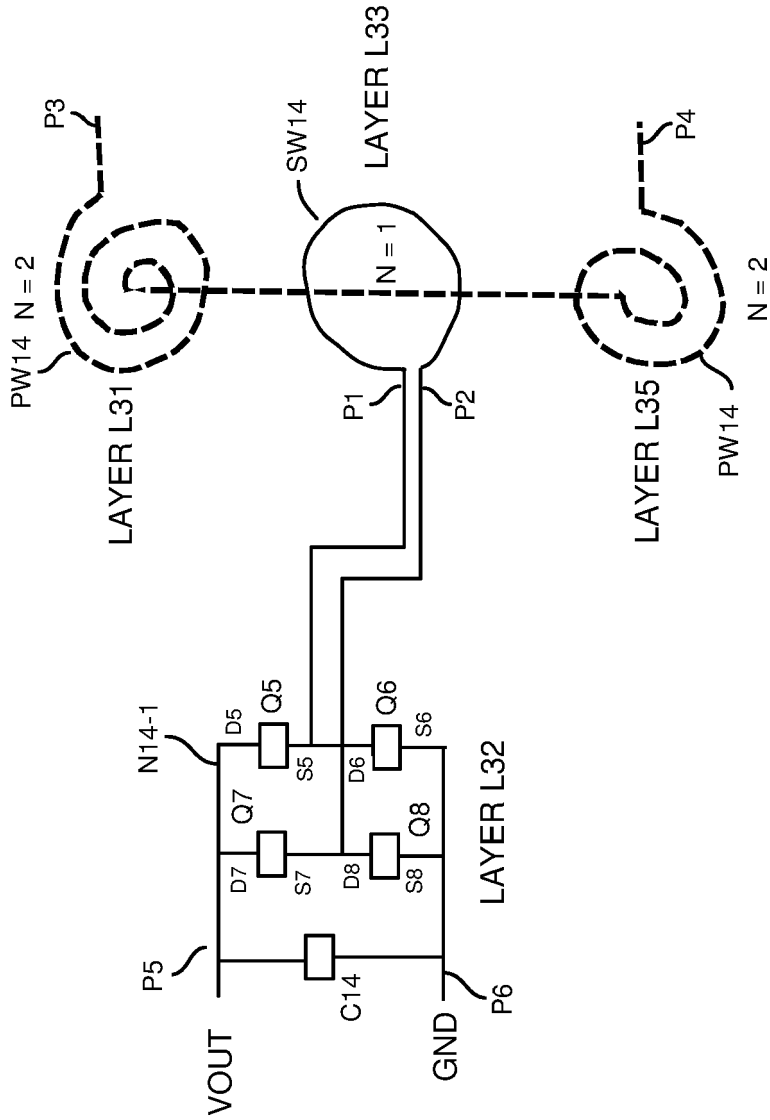 VOUT
P5
N14-1
D7
Q7
D5
Q5
S7
S5
C14
D8
D6
Q6
S8
Q8
S6
GND
P6
LAYER L32
P1
P2
PW14
N = 2
P3
LAYER L31
SW14
N = 1
LAYER L33
LAYER L35
P4
PW14
N = 2